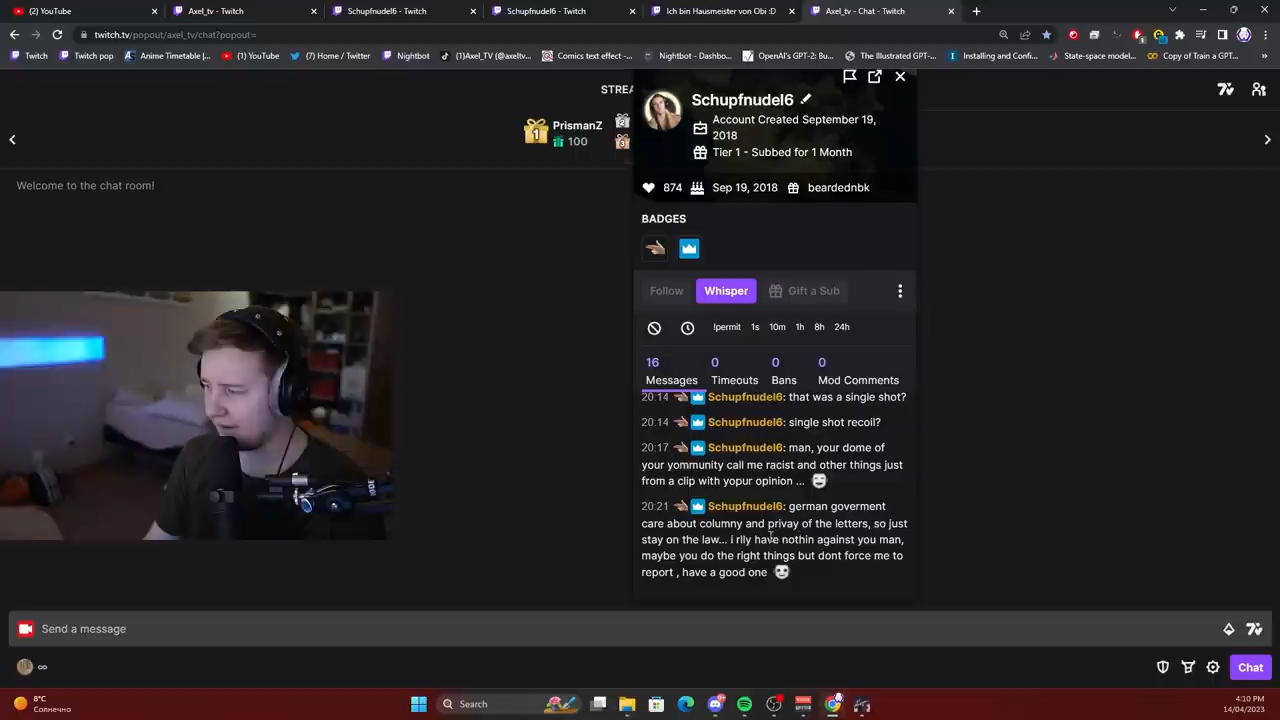 (2) YouTube
Axel_tv - Twitch
Schupfnudel6 - Twitch
Schupfnudel6 - Twitch
Ich bin Hausmeister von Obi :D
Axel_tv - Chat - Twitch
twitch.tv/popout/axel_tv/chat?popout=
Twitch
Twitch pop
Anime Timetable |...
(1) YouTube
(1) Home / Twitter
Nightbot
(1)Axel_TV (@axeltv...
Comics text effect -...
Nightbot - Dashbo...
OpenAI's GPT-2: Bu...
The Illustrated GPT-...
Installing and Confi...
State-space model...
Copy of Train a GPT...
STREA
Schupfnudel6
Account Created September 19,
2018
PrismanZ
100
Tier 1 - Subbed for 1 Month
Welcome to the chat room!
874
Sep 19, 2018
beardednbk
BADGES
Follow
Whisper
Gift a Sub
!permit 1s 10m 1h 8h 24h
16
0
0
0
Messages
Timeouts
Bans
Mod Comments
20:14 Schupfnudel6: that was a single shot?
20:14 Schupfnudel6: single shot recoil?
20:17 Schupfnudel6: man, your dome of
your yommunity call me racist and other things just
from a clip with yopur opinion ...
20:21 Schupfnudel6: german goverment
care about columny and privay of the letters, so just
stay on the law... i rlly have nothin against you man,
maybe you do the right things but dont force me to
report , have a good one
Send a message
∞
Chat
8°C
Солнечно
Search
4:10 PM
14/04/2023